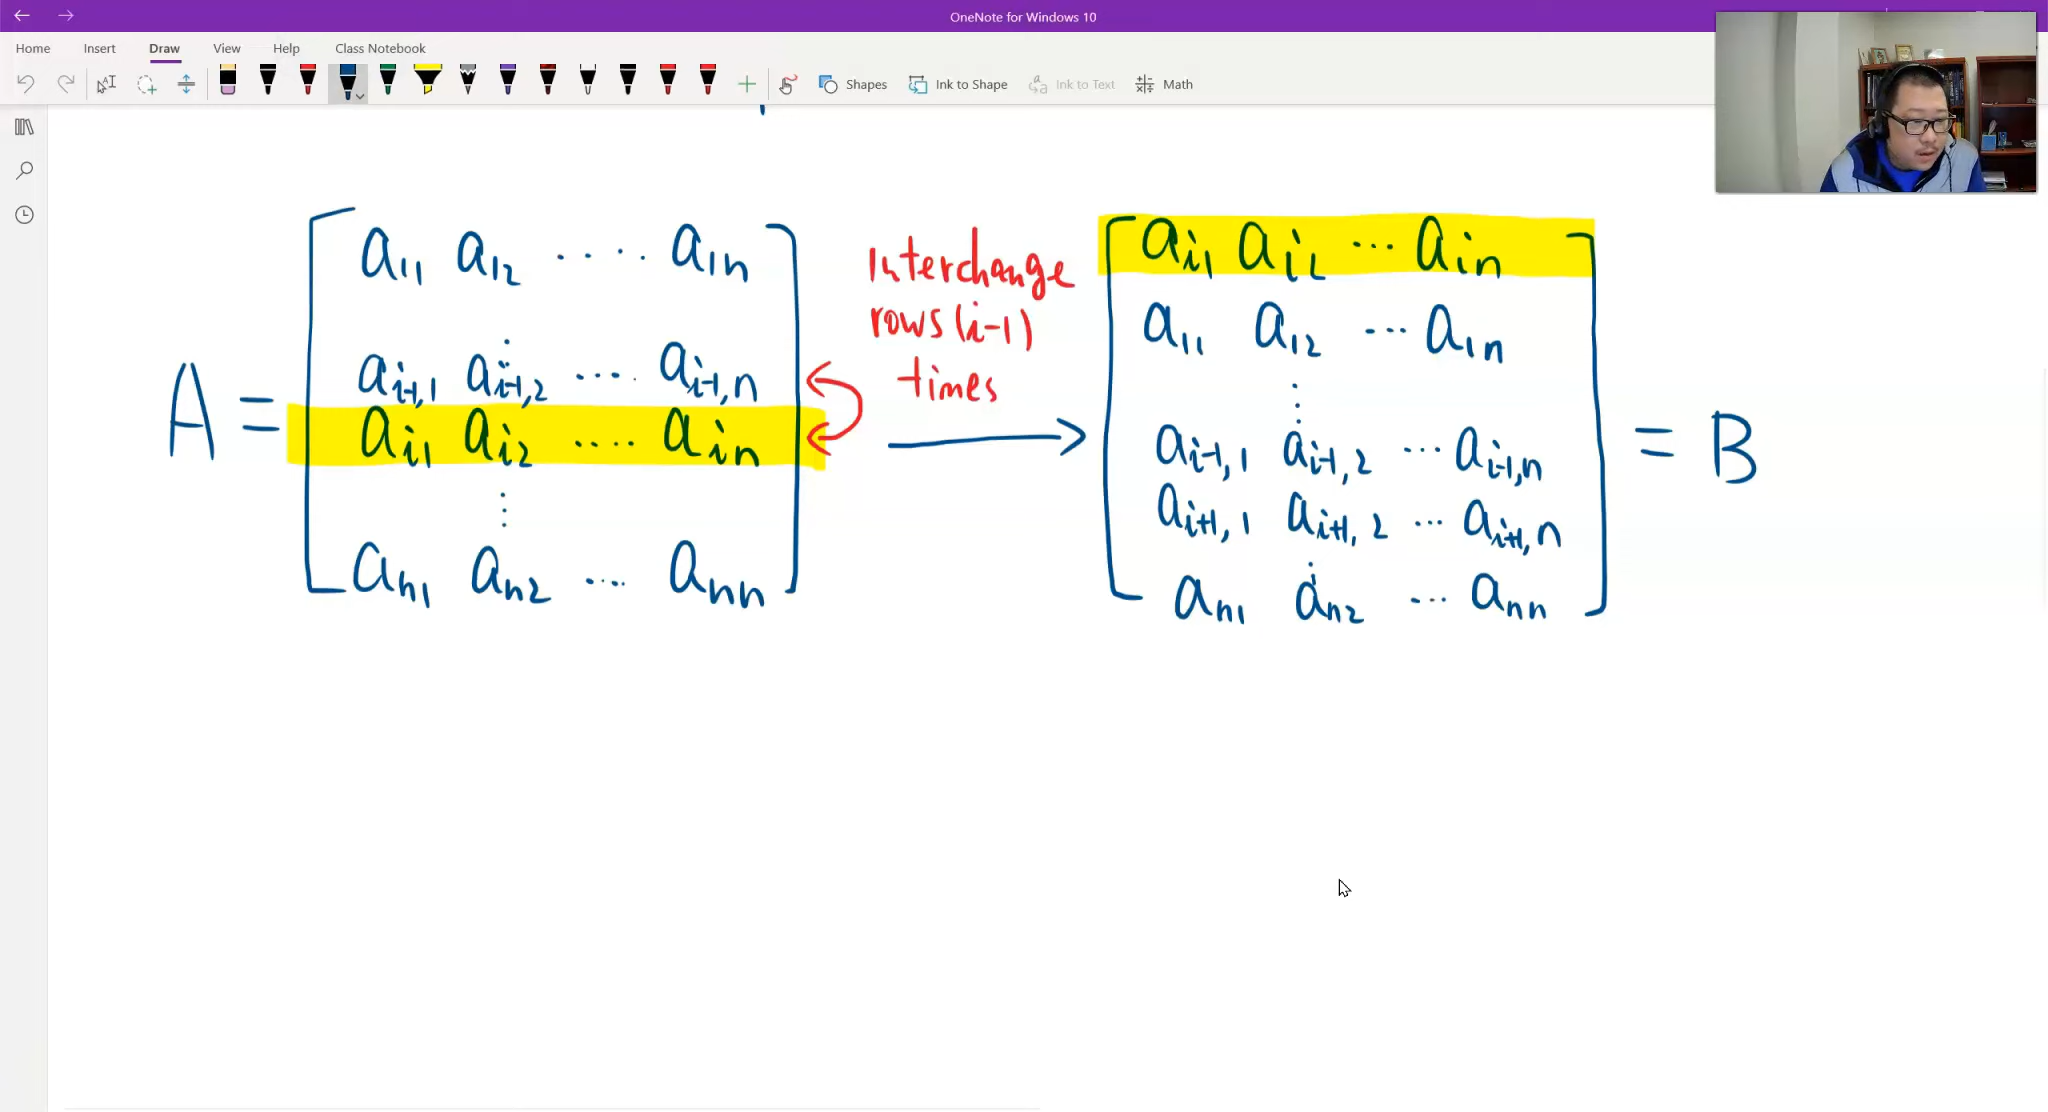 OneNote for Windows 10
Home Insert Draw View Help Class Notebook
Shapes Ink to Shape Ink to Text Math
A = [ a₁₁ a₁₂ ···· a₁ₙ
⋮
aᵢ₋₁,₁ aᵢ₋₁,₂ ···· aᵢ₋₁,ₙ
aᵢ₁ aᵢ₂ ···· aᵢₙ
⋮
aₙ₁ aₙ₂ ···· aₙₙ ]
Interchange
rows (i-1)
times
→
[ aᵢ₁ aᵢ₂ ··· aᵢₙ
a₁₁ a₁₂ ··· a₁ₙ
⋮
aᵢ₋₁,₁ aᵢ₋₁,₂ ··· aᵢ₋₁,ₙ
aᵢ₊₁,₁ aᵢ₊₁,₂ ··· aᵢ₊₁,ₙ
⋮
aₙ₁ aₙ₂ ··· aₙₙ ] = B